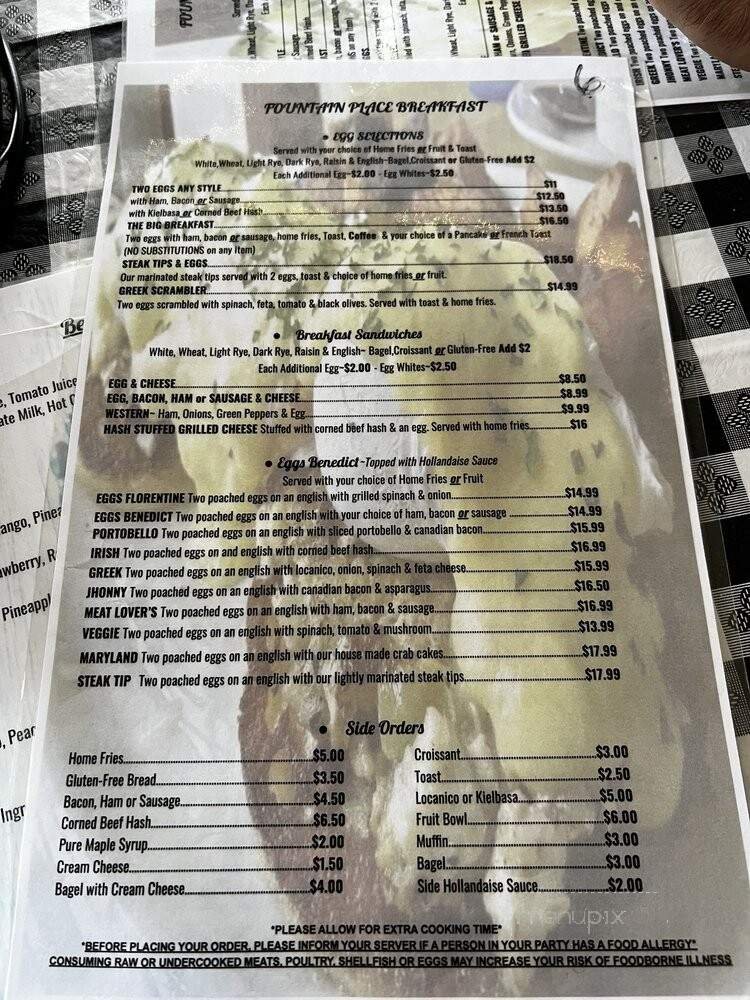 FOUNTAIN PLACE BREAKFAST
• EGG SELECTIONS
Served with your choice of Home Fries or Fruit & Toast
White,Wheat, Light Rye, Dark Rye, Raisin & English~Bagel,Croissant or Gluten-Free Add $2
Each Additional Egg~$2.00 - Egg Whites~$2.50
TWO EGGS ANY STYLE $11
with Ham, Bacon or Sausage $12.50
with Kielbasa or Corned Beef Hash $13.50
THE BIG BREAKFAST $16.50
Two eggs with ham, bacon or sausage, home fries, Toast, Coffee & your choice of a Pancake or French Toast
(NO SUBSTITUTIONS on any item)
STEAK TIPS & EGGS $18.50
Our marinated steak tips served with 2 eggs, toast & choice of home fries or fruit.
GREEK SCRAMBLER $14.99
Two eggs scrambled with spinach, feta, tomato & black olives. Served with toast & home fries.
• Breakfast Sandwiches
White, Wheat, Light Rye, Dark Rye, Raisin & English~ Bagel,Croissant or Gluten-Free Add $2
Each Additional Egg~$2.00 - Egg Whites~$2.50
EGG & CHEESE $8.50
EGG, BACON, HAM or SAUSAGE & CHEESE $8.99
WESTERN~ Ham, Onions, Green Peppers & Egg $9.99
HASH STUFFED GRILLED CHEESE Stuffed with corned beef hash & an egg. Served with home fries $16
• Eggs Benedict ~Topped with Hollandaise Sauce
Served with your choice of Home Fries or Fruit
EGGS FLORENTINE Two poached eggs on an english with grilled spinach & onion $14.99
EGGS BENEDICT Two poached eggs on an english with your choice of ham, bacon or sausage $14.99
PORTOBELLO Two poached eggs on an english with sliced portobello & canadian bacon $15.99
IRISH Two poached eggs on and english with corned beef hash $16.99
GREEK Two poached eggs on an english with locanico, onion, spinach & feta cheese $15.99
JHONNY Two poached eggs on an english with canadian bacon & asparagus $16.50
MEAT LOVER'S Two poached eggs on an english with ham, bacon & sausage $16.99
VEGGIE Two poached eggs on an english with spinach, tomato & mushroom $13.99
MARYLAND Two poached eggs on an english with our house made crab cakes $17.99
STEAK TIP Two poached eggs on an english with our lightly marinated steak tips $17.99
• Side Orders
Home Fries $5.00
Gluten-Free Bread $3.50
Bacon, Ham or Sausage $4.50
Corned Beef Hash $6.50
Pure Maple Syrup $2.00
Cream Cheese $1.50
Bagel with Cream Cheese $4.00
Croissant $3.00
Toast $2.50
Locanico or Kielbasa $5.00
Fruit Bowl $6.00
Muffin $3.00
Bagel $3.00
Side Hollandaise Sauce $2.00
*PLEASE ALLOW FOR EXTRA COOKING TIME*
*BEFORE PLACING YOUR ORDER, PLEASE INFORM YOUR SERVER IF A PERSON IN YOUR PARTY HAS A FOOD ALLERGY*
CONSUMING RAW OR UNDERCOOKED MEATS, POULTRY, SHELLFISH OR EGGS MAY INCREASE YOUR RISK OF FOODBORNE ILLNESS
menupix
6
Be
, Tomato Juice
ate Milk, Hot
ango, Pinea
awberry, R
Pineappl
, Pear
Ingr